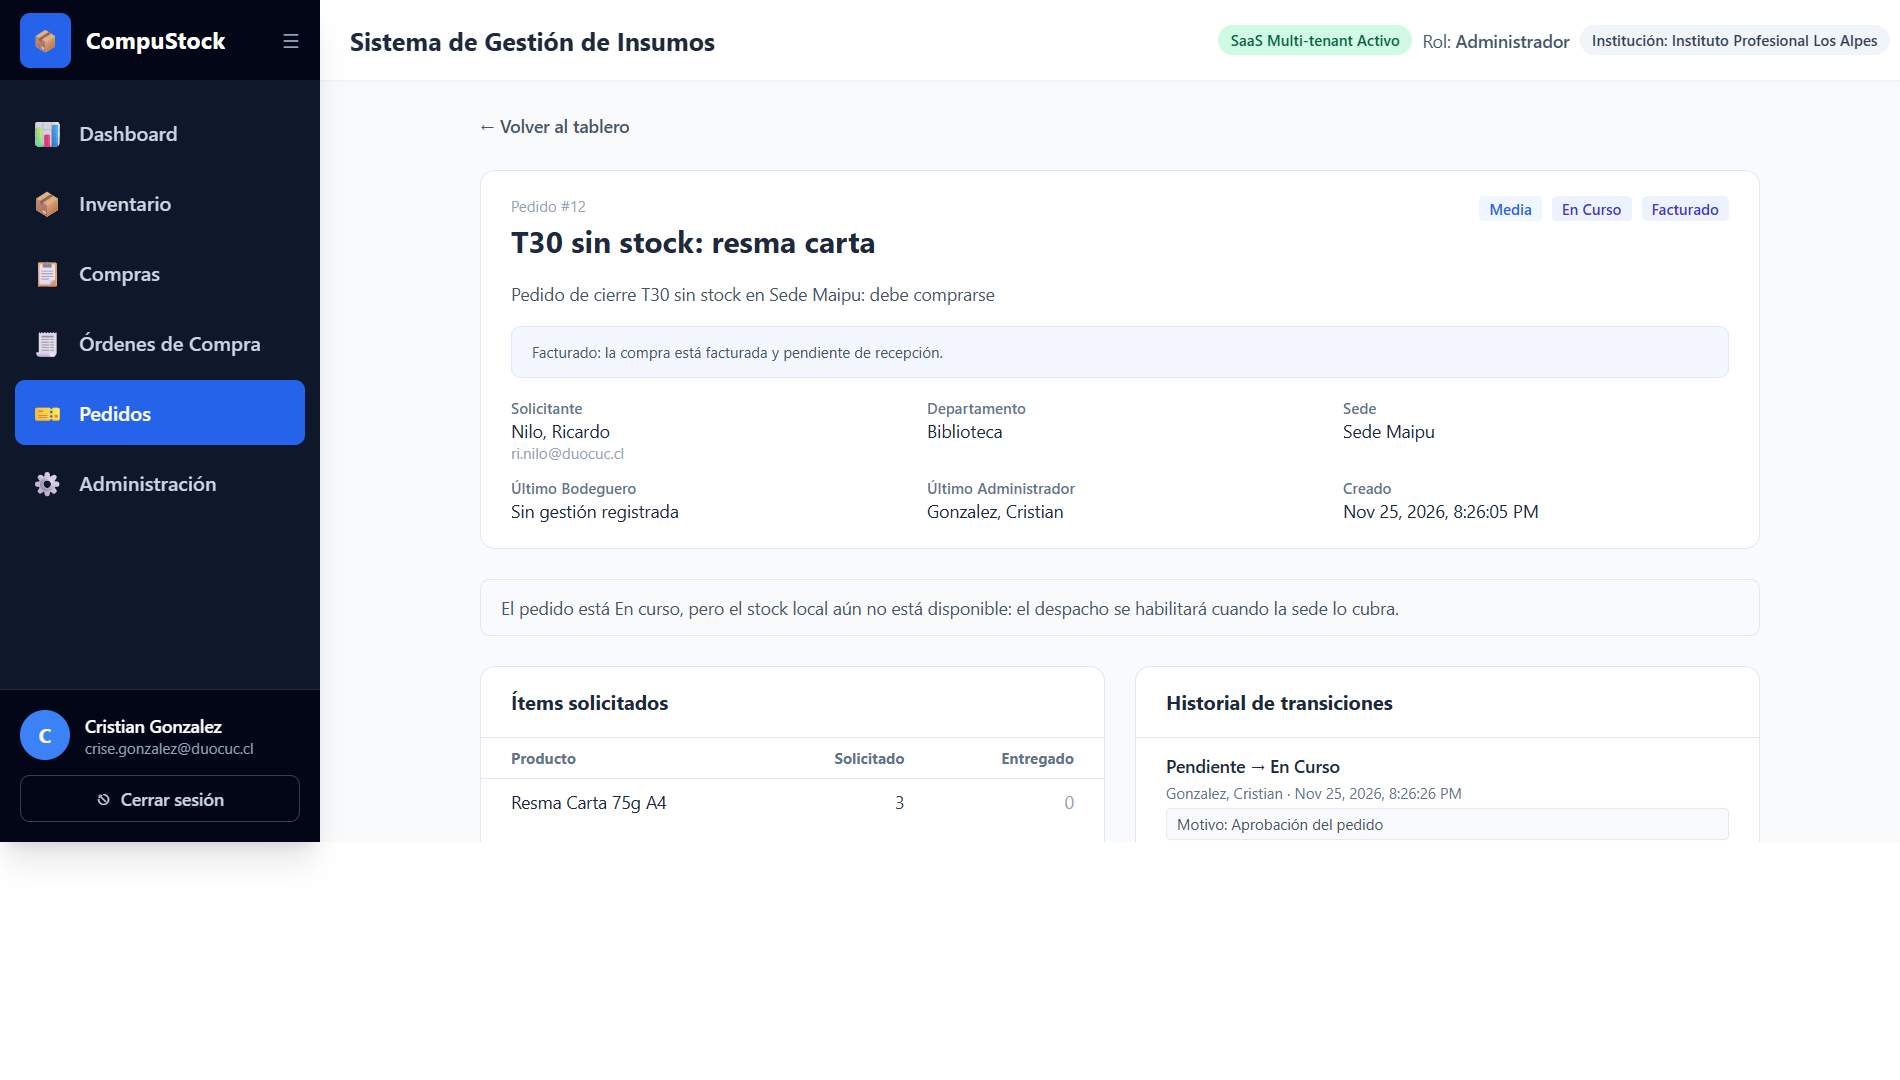 CompuStock
☰
Dashboard
Inventario
Compras
Órdenes de Compra
Pedidos
Administración
C
Cristian Gonzalez
crise.gonzalez@duocuc.cl
⎋ Cerrar sesión
Sistema de Gestión de Insumos
SaaS Multi-tenant Activo
Rol: Administrador
Institución: Instituto Profesional Los Alpes
← Volver al tablero
Pedido #12
Media
En Curso
Facturado
T30 sin stock: resma carta
Pedido de cierre T30 sin stock en Sede Maipu: debe comprarse
Facturado: la compra está facturada y pendiente de recepción.
Solicitante
Nilo, Ricardo
ri.nilo@duocuc.cl
Departamento
Biblioteca
Sede
Sede Maipu
Último Bodeguero
Sin gestión registrada
Último Administrador
Gonzalez, Cristian
Creado
Nov 25, 2026, 8:26:05 PM
El pedido está En curso, pero el stock local aún no está disponible: el despacho se habilitará cuando la sede lo cubra.
Ítems solicitados
Producto Solicitado Entregado
Resma Carta 75g A4 3 0
Historial de transiciones
Pendiente → En Curso
Gonzalez, Cristian · Nov 25, 2026, 8:26:26 PM
Motivo: Aprobación del pedido